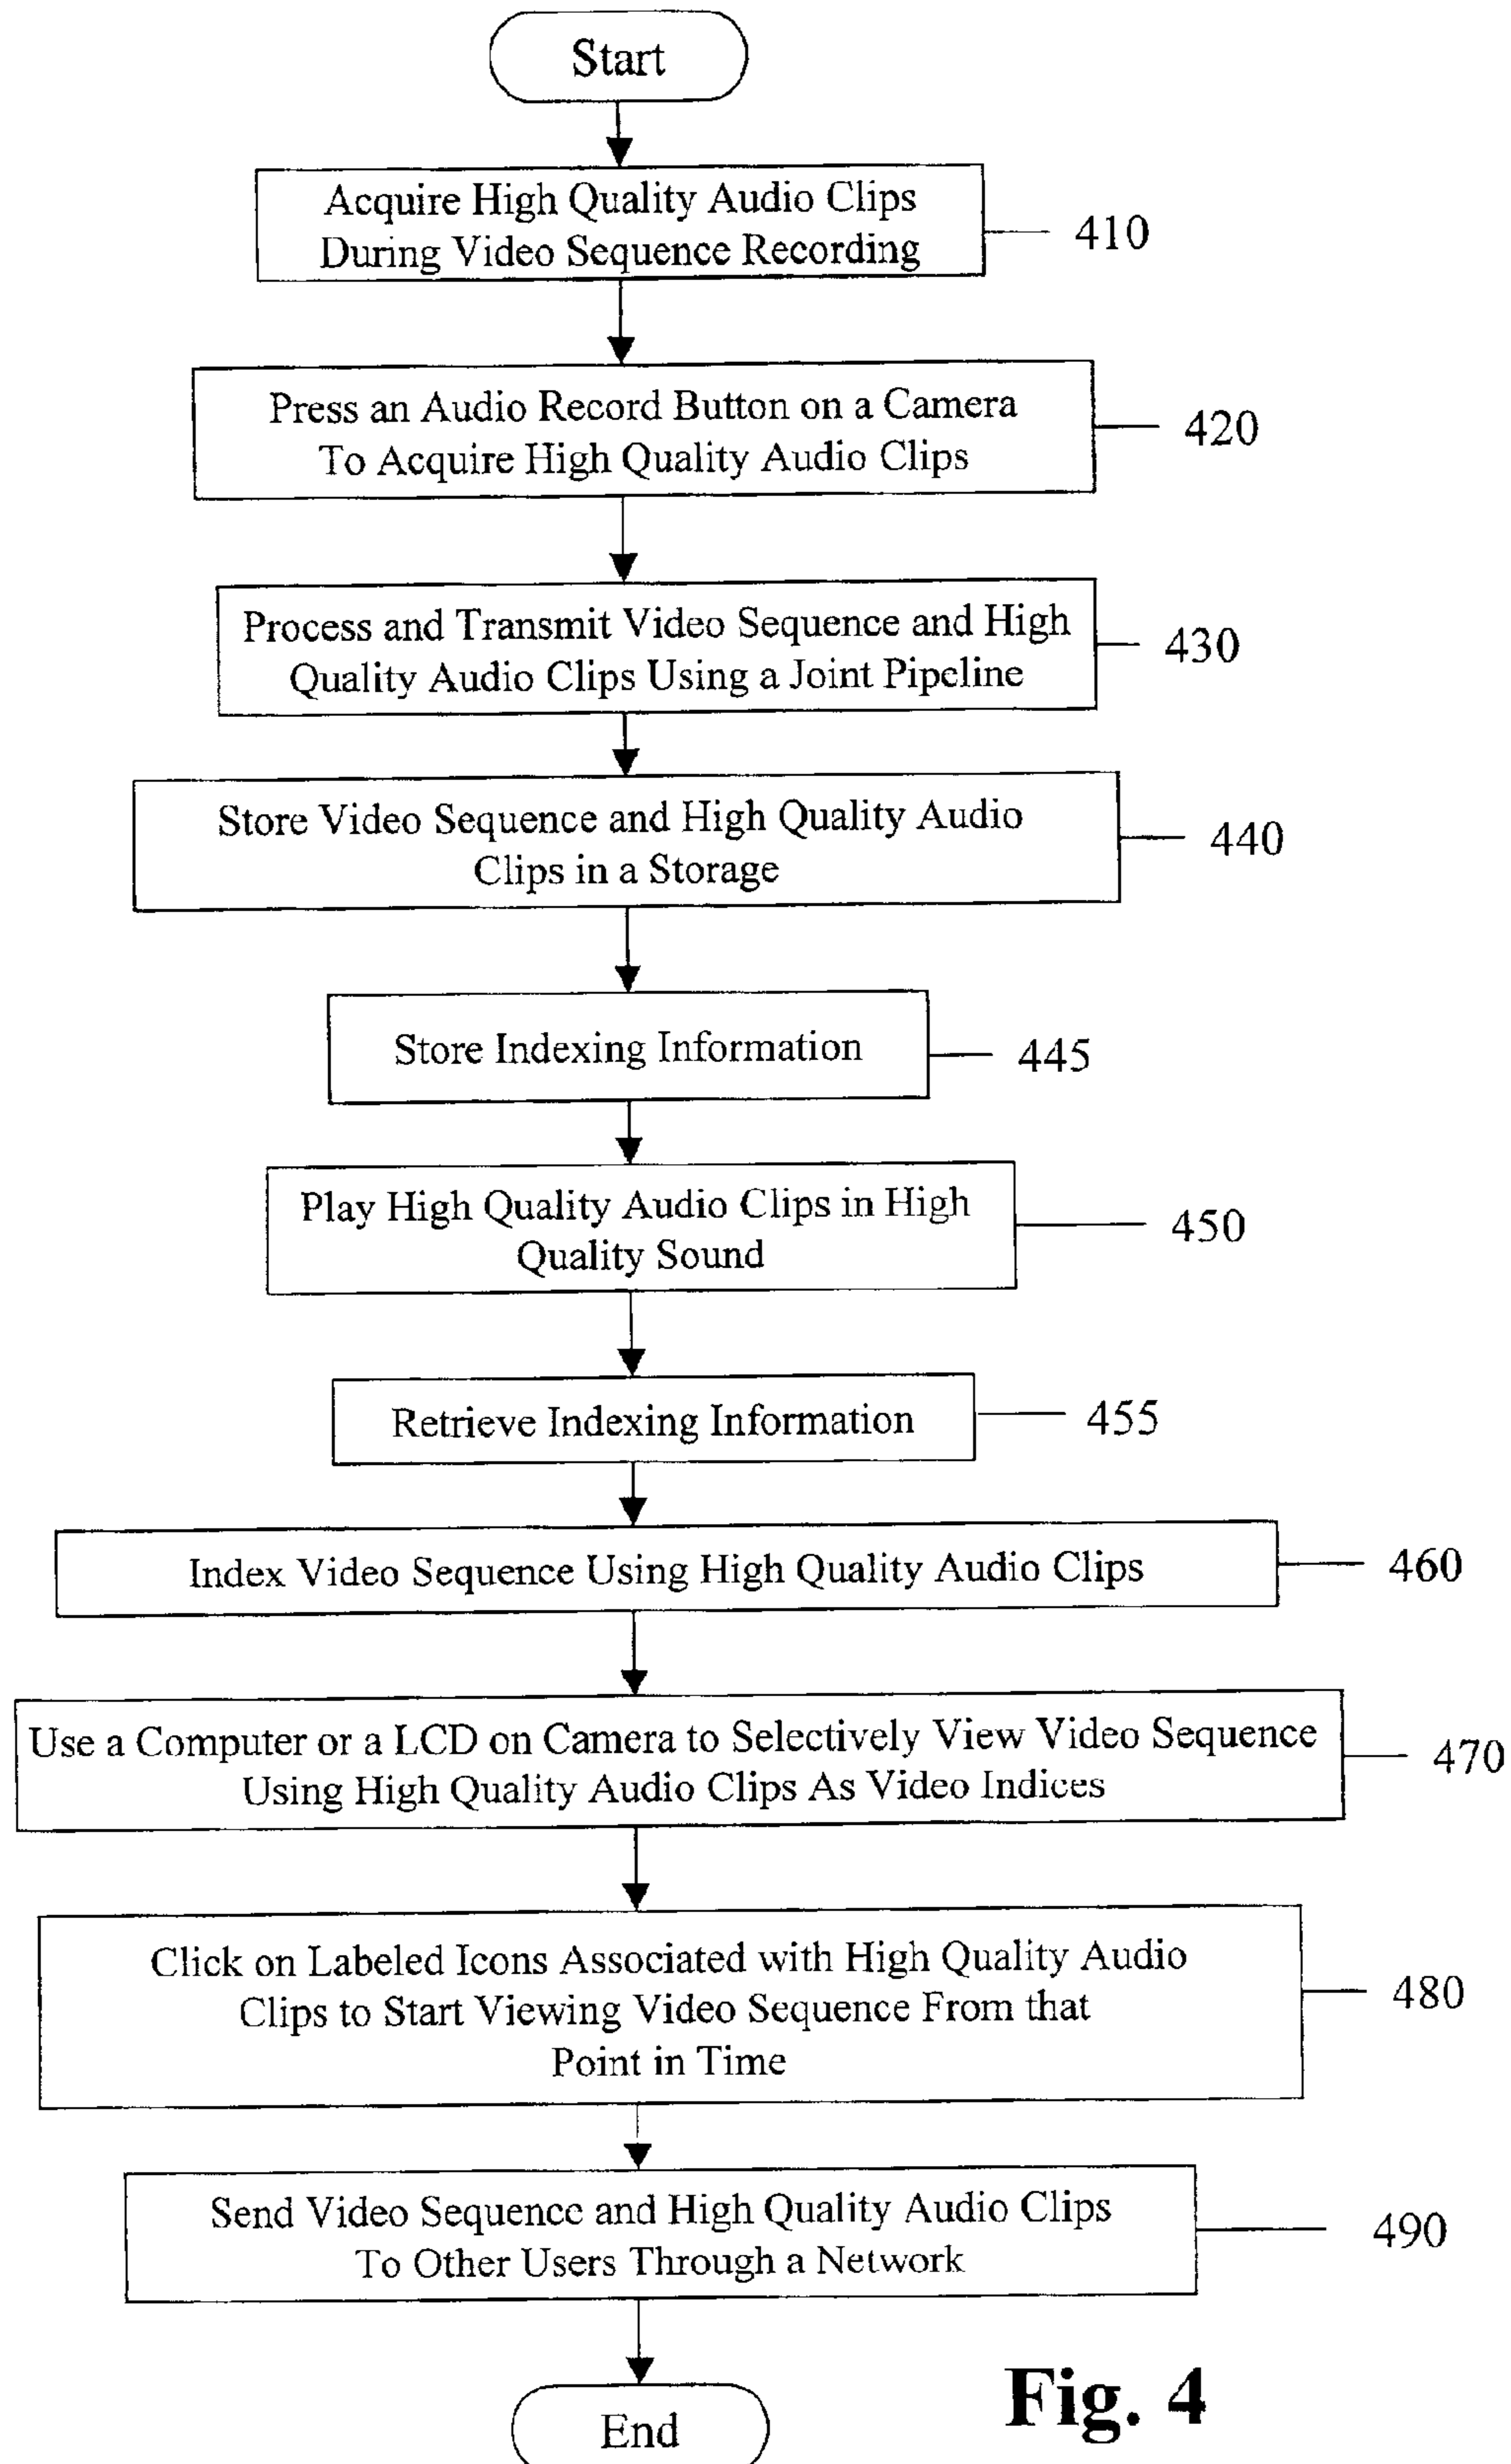 Start
Acquire High Quality Audio Clips
During Video Sequence Recording
410
Press an Audio Record Button on a Camera
To Acquire High Quality Audio Clips
420
Process and Transmit Video Sequence and High
Quality Audio Clips Using a Joint Pipeline
430
Store Video Sequence and High Quality Audio
Clips in a Storage
440
Store Indexing Information
445
Play High Quality Audio Clips in High
Quality Sound
450
Retrieve Indexing Information
455
Index Video Sequence Using High Quality Audio Clips
460
Use a Computer or a LCD on Camera to Selectively View Video Sequence
Using High Quality Audio Clips As Video Indices
470
Click on Labeled Icons Associated with High Quality Audio
Clips to Start Viewing Video Sequence From that
Point in Time
480
Send Video Sequence and High Quality Audio Clips
To Other Users Through a Network
490
End
Fig. 4